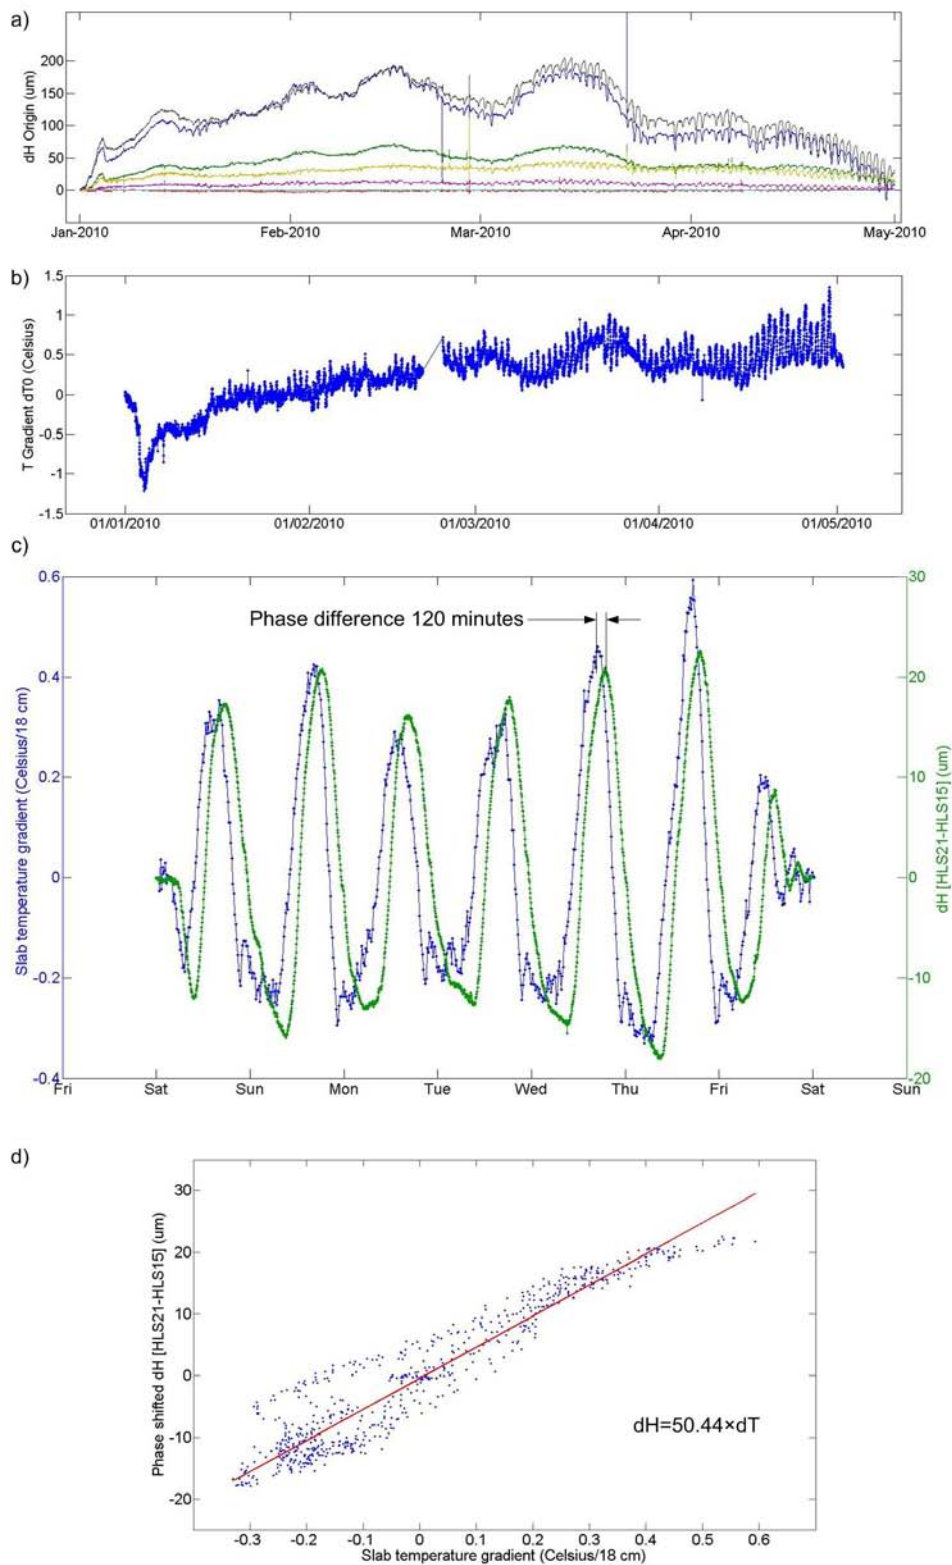 a)
dH Origin (um)
200
150
100
50
0
Jan-2010 Feb-2010 Mar-2010 Apr-2010 May-2010
b)
T Gradient dT0 (Celsius)
1.5
1
0.5
0
-0.5
-1
-1.5
01/01/2010 01/02/2010 01/03/2010 01/04/2010 01/05/2010
c)
Slab temperature gradient (Celsius/18 cm)
0.6
0.4
0.2
0
-0.2
-0.4
Phase difference 120 minutes
30
20
10
0
-10
-20
dH [HLS21-HLS15] (um)
Fri Sat Sun Mon Tue Wed Thu Fri Sat Sun
d)
Phase shifted dH [HLS21-HLS15] (um)
30
20
10
0
-10
-20
dH=50.44×dT
-0.3 -0.2 -0.1 0 0.1 0.2 0.3 0.4 0.5 0.6
Slab temperature gradient (Celsius/18 cm)